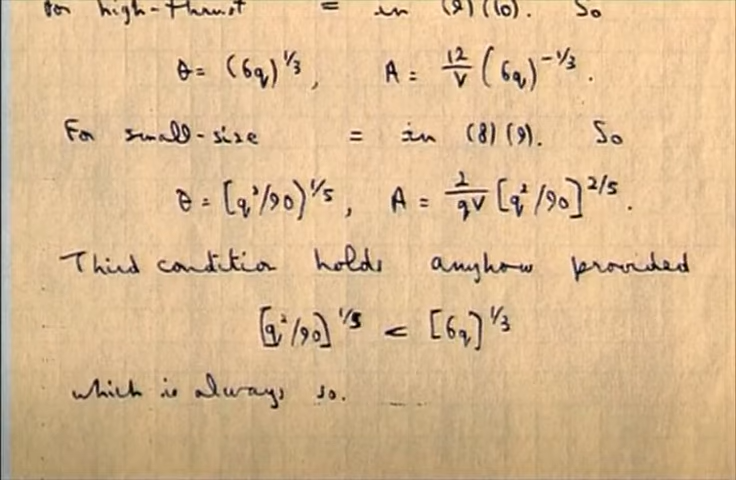 For high-thrust = in (9)(10). So
θ = (6q)^1/3, A = 12/V (6q)^-1/3.
For small-size = in (8)(9). So
θ = [q²/90)^1/5, A = 2/qV [q²/90]^2/5.
Third condition holds anyhow provided
[q²/90]^1/5 < [6q]^1/3
which is always so.